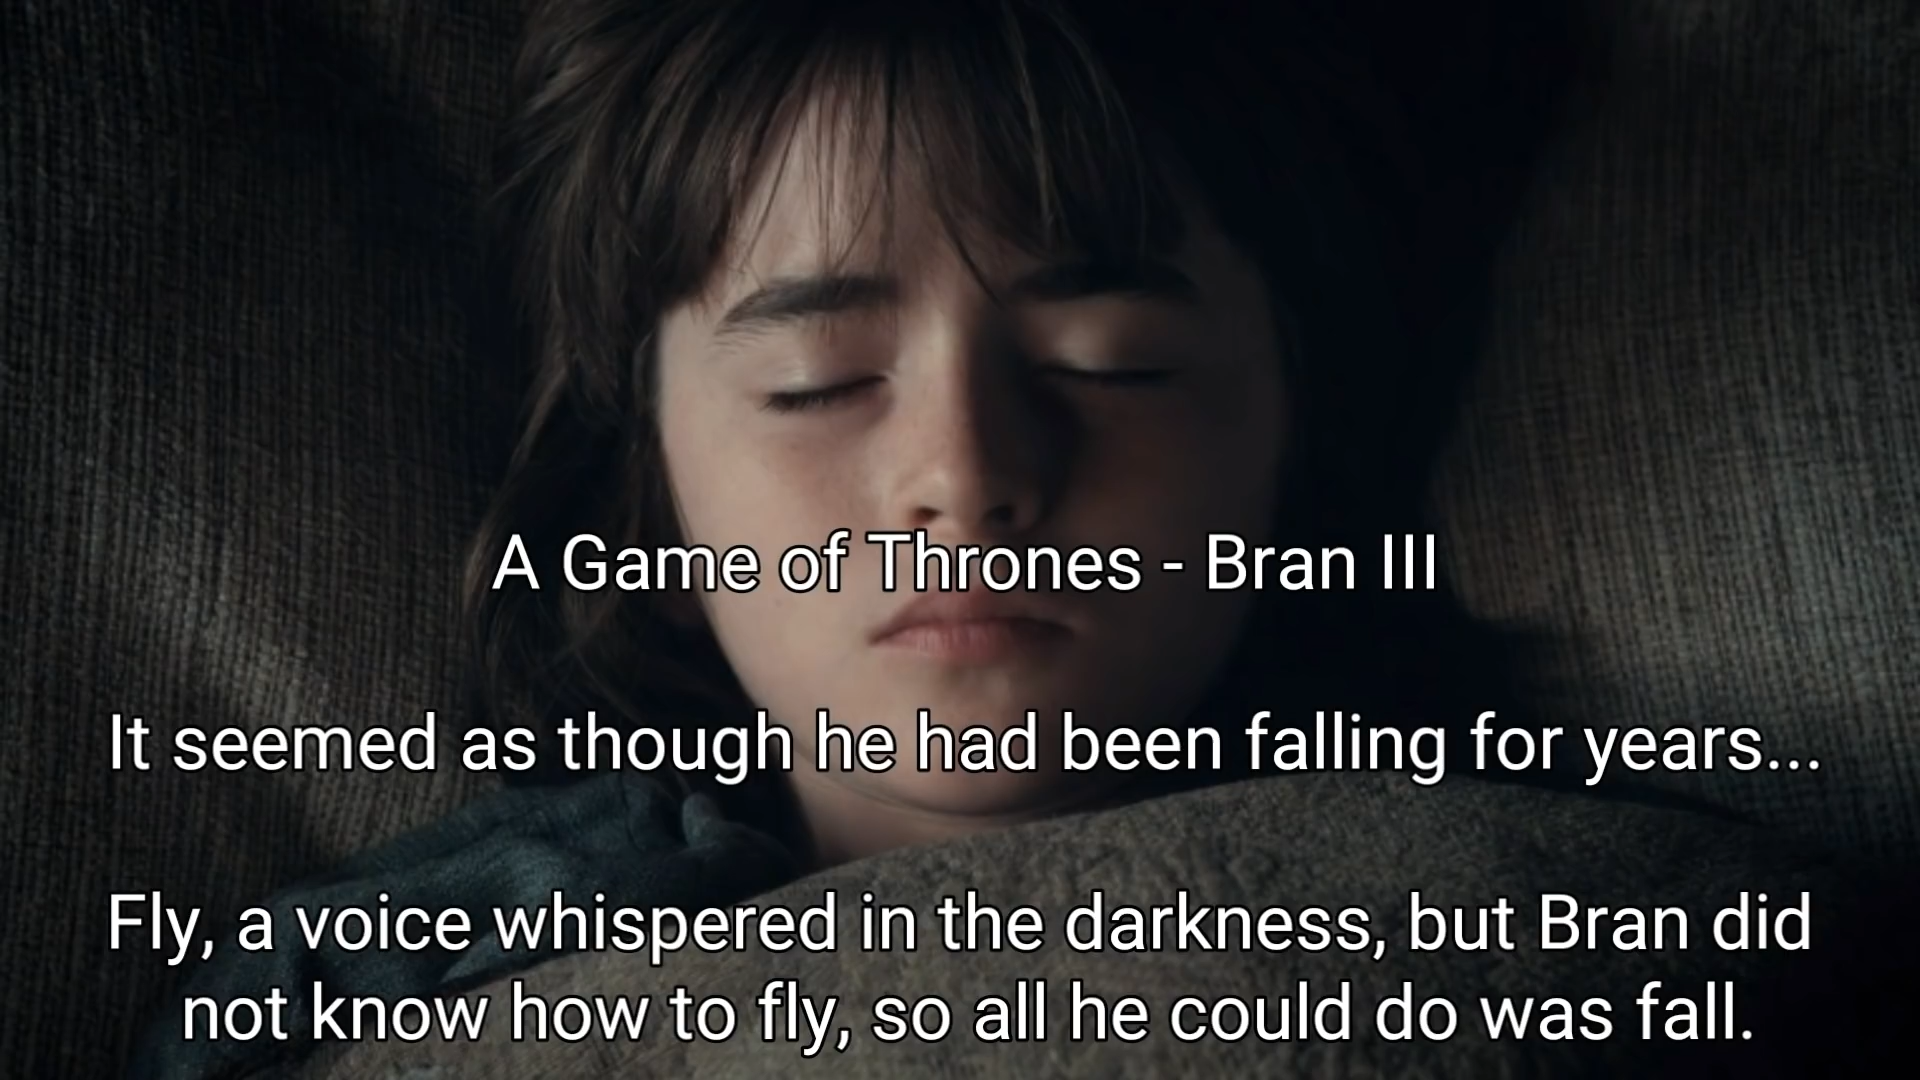 A Game of Thrones - Bran III
It seemed as though he had been falling for years...
Fly, a voice whispered in the darkness, but Bran did
not know how to fly, so all he could do was fall.